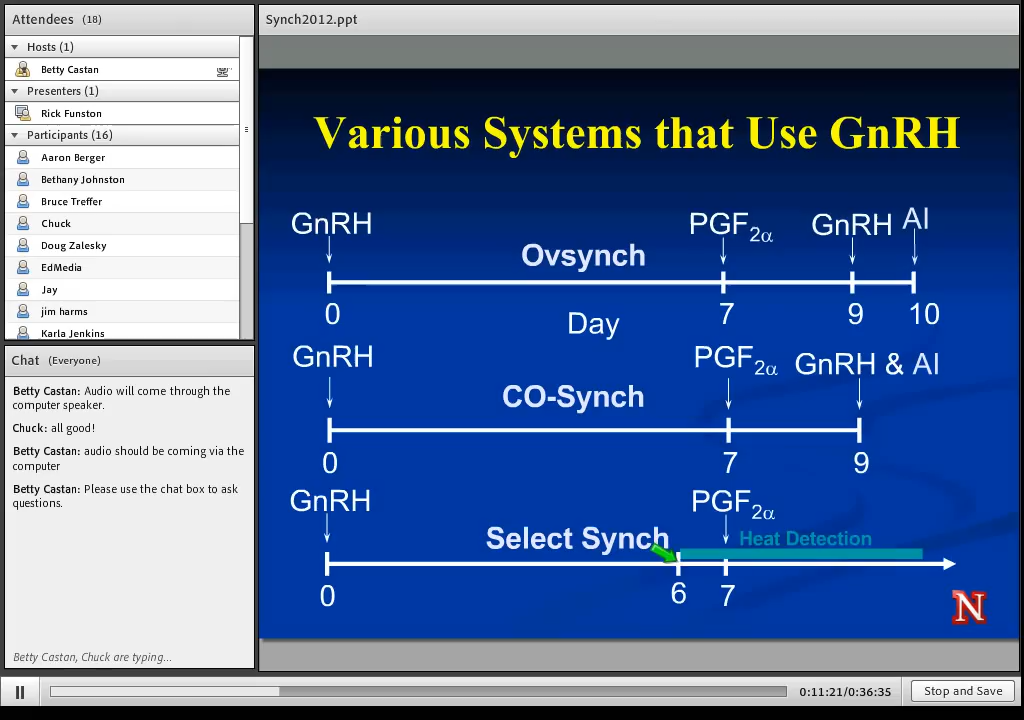 Attendees (18)
Hosts (1)
Betty Castan
Presenters (1)
Rick Funston
Participants (16)
Aaron Berger
Bethany Johnston
Bruce Treffer
Chuck
Doug Zalesky
EdMedia
Jay
jim harms
Karla Jenkins
Chat (Everyone)
Betty Castan: Audio will come through the
computer speaker.
Chuck: all good!
Betty Castan: audio should be coming via the
computer
Betty Castan: Please use the chat box to ask
questions.
Betty Castan, Chuck are typing...
Synch2012.ppt
Various Systems that Use GnRH
GnRH PGF2α GnRH AI
Ovsynch
0 7 9 10
Day
GnRH PGF2α GnRH & AI
CO-Synch
0 7 9
GnRH PGF2α
Select Synch Heat Detection
0 6 7
N
0:11:21/0:36:35 Stop and Save